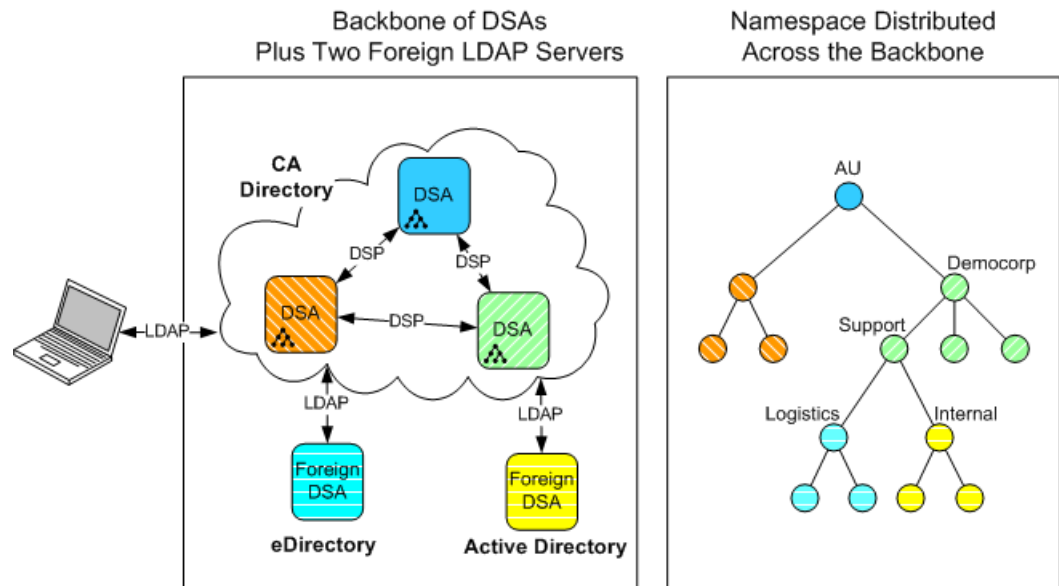 Backbone of DSAs
Plus Two Foreign LDAP Servers
Namespace Distributed
Across the Backbone
CA
Directory
DSA
DSP
DSP
DSA
DSP
DSA
LDAP
LDAP
LDAP
Foreign
DSA
eDirectory
Foreign
DSA
Active Directory
AU
Democorp
Support
Logistics
Internal